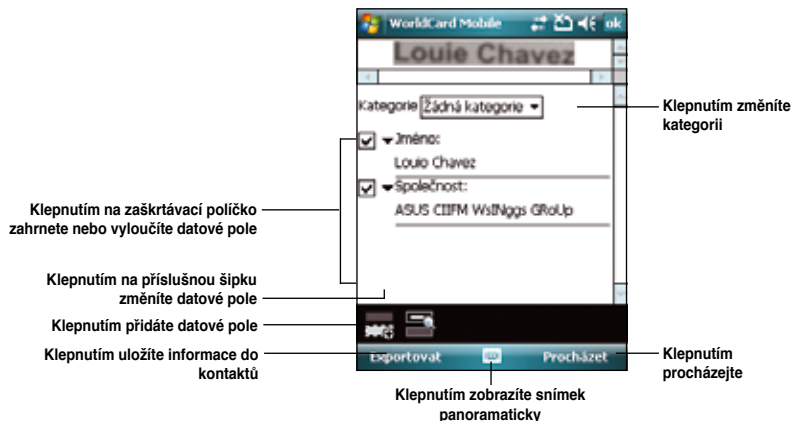 WorldCard Mobile ok
Louie Chavez
Kategorie Žádná kategorie
Klepnutím změníte
kategorii
Jméno:
Louio Chavez
Společnost:
ASUS CIIFM WsINggs GRoUp
Klepnutím na zaškrtávací políčko
zahrnete nebo vyloučíte datové pole
Klepnutím na příslušnou šipku
změníte datové pole
Klepnutím přidáte datové pole
Klepnutím uložíte informace do
kontaktů
Exportovat Procházet
Klepnutím
procházejte
Klepnutím zobrazíte snímek
panoramaticky